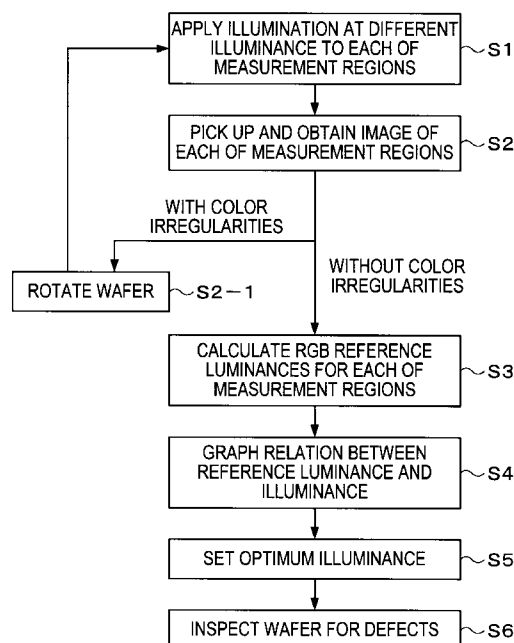 APPLY ILLUMINATION AT DIFFERENT
ILLUMINANCE TO EACH OF
MEASUREMENT REGIONS
S1
PICK UP AND OBTAIN IMAGE OF
EACH OF MEASUREMENT REGIONS
S2
WITH COLOR
IRREGULARITIES
ROTATE WAFER
S2-1
WITHOUT COLOR
IRREGULARITIES
CALCULATE RGB REFERENCE
LUMINANCES FOR EACH OF
MEASUREMENT REGIONS
S3
GRAPH RELATION BETWEEN
REFERENCE LUMINANCE AND
ILLUMINANCE
S4
SET OPTIMUM ILLUMINANCE
S5
INSPECT WAFER FOR DEFECTS
S6